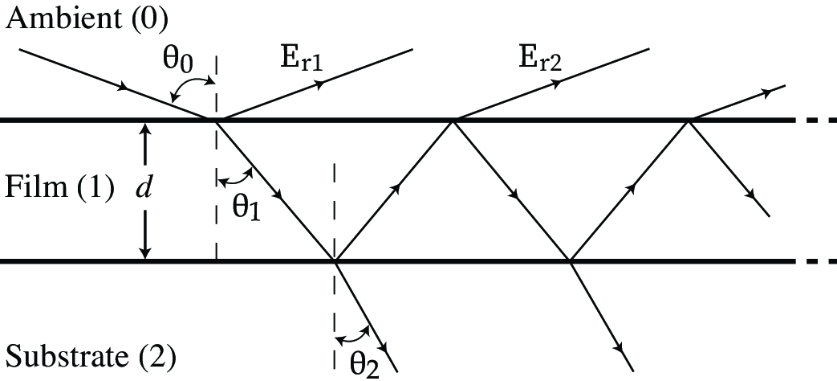 Ambient (0)
θ0
Er1
Er2
Film (1)
d
θ1
θ2
Substrate (2)